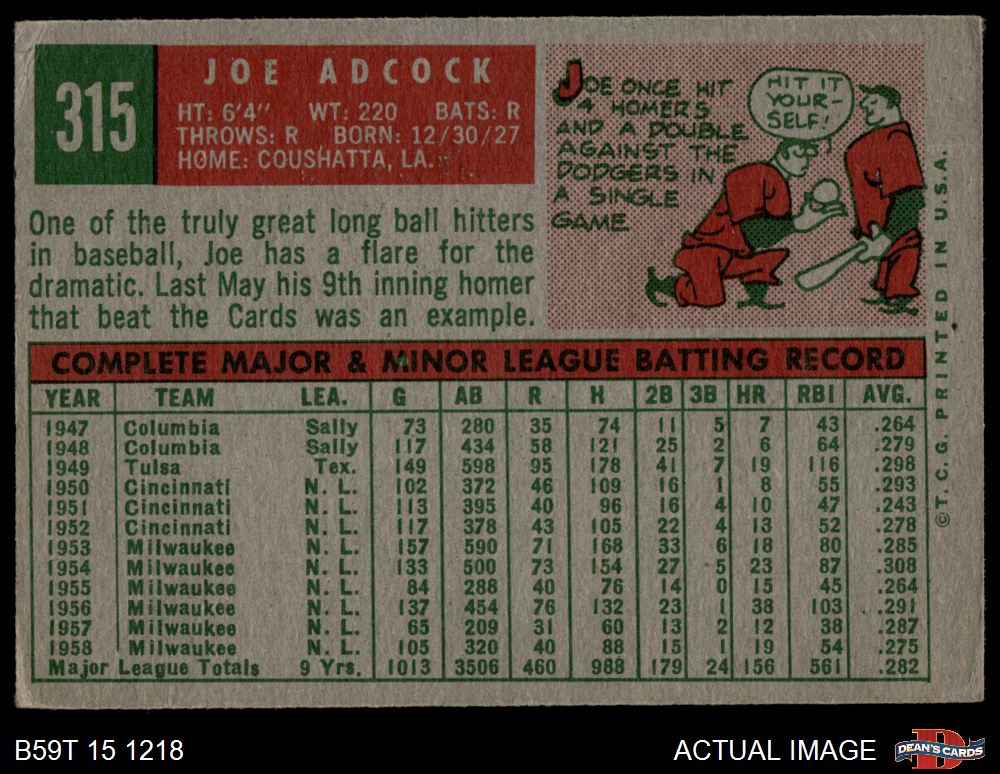 315
JOE ADCOCK
HT: 6'4" WT: 220 BATS: R
THROWS: R BORN: 12/30/27
HOME: COUSHATTA, LA.
JOE ONCE HIT
4 HOMERS
AND A DOUBLE
AGAINST THE
DODGERS IN
A SINGLE
GAME
HIT IT
YOUR-
SELF!
One of the truly great long ball hitters
in baseball, Joe has a flare for the
dramatic. Last May his 9th inning homer
that beat the Cards was an example.
COMPLETE MAJOR & MINOR LEAGUE BATTING RECORD
YEAR TEAM LEA. G AB R H 2B 3B HR RBI AVG.
1947 Columbia Sally 73 280 35 74 11 5 7 43 .264
1948 Columbia Sally 117 434 58 121 25 2 6 64 .279
1949 Tulsa Tex. 149 598 95 178 41 7 19 116 .298
1950 Cincinnati N. L. 102 372 46 109 16 1 8 55 .293
1951 Cincinnati N. L. 113 395 40 96 16 4 10 47 .243
1952 Cincinnati N. L. 117 378 43 105 22 4 13 52 .278
1953 Milwaukee N. L. 157 590 71 168 33 6 18 80 .285
1954 Milwaukee N. L. 133 500 73 154 27 5 23 87 .308
1955 Milwaukee N. L. 84 288 40 76 14 0 15 45 .264
1956 Milwaukee N. L. 137 454 76 132 23 1 38 103 .291
1957 Milwaukee N. L. 65 209 31 60 13 2 12 38 .287
1958 Milwaukee N. L. 105 320 40 88 15 1 19 54 .275
Major League Totals 9 Yrs. 1013 3506 460 988 179 24 156 561 .282
© T. C. G. PRINTED IN U.S.A.
B59T 15 1218
ACTUAL IMAGE
DEAN'S CARDS